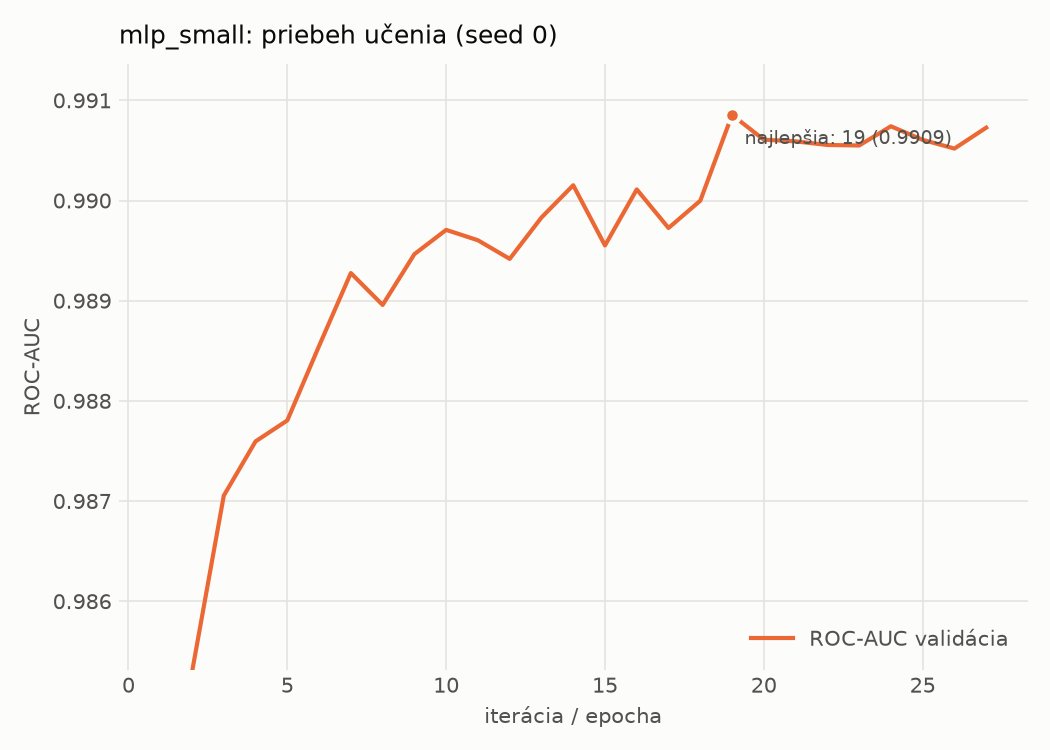 mlp_small: priebeh učenia (seed 0)
0.991
najlepšia: 19 (0.9909)
0.990
0.989
0.988
0.987
0.986
ROC-AUC
ROC-AUC validácia
0 5 10 15 20 25
iterácia / epocha